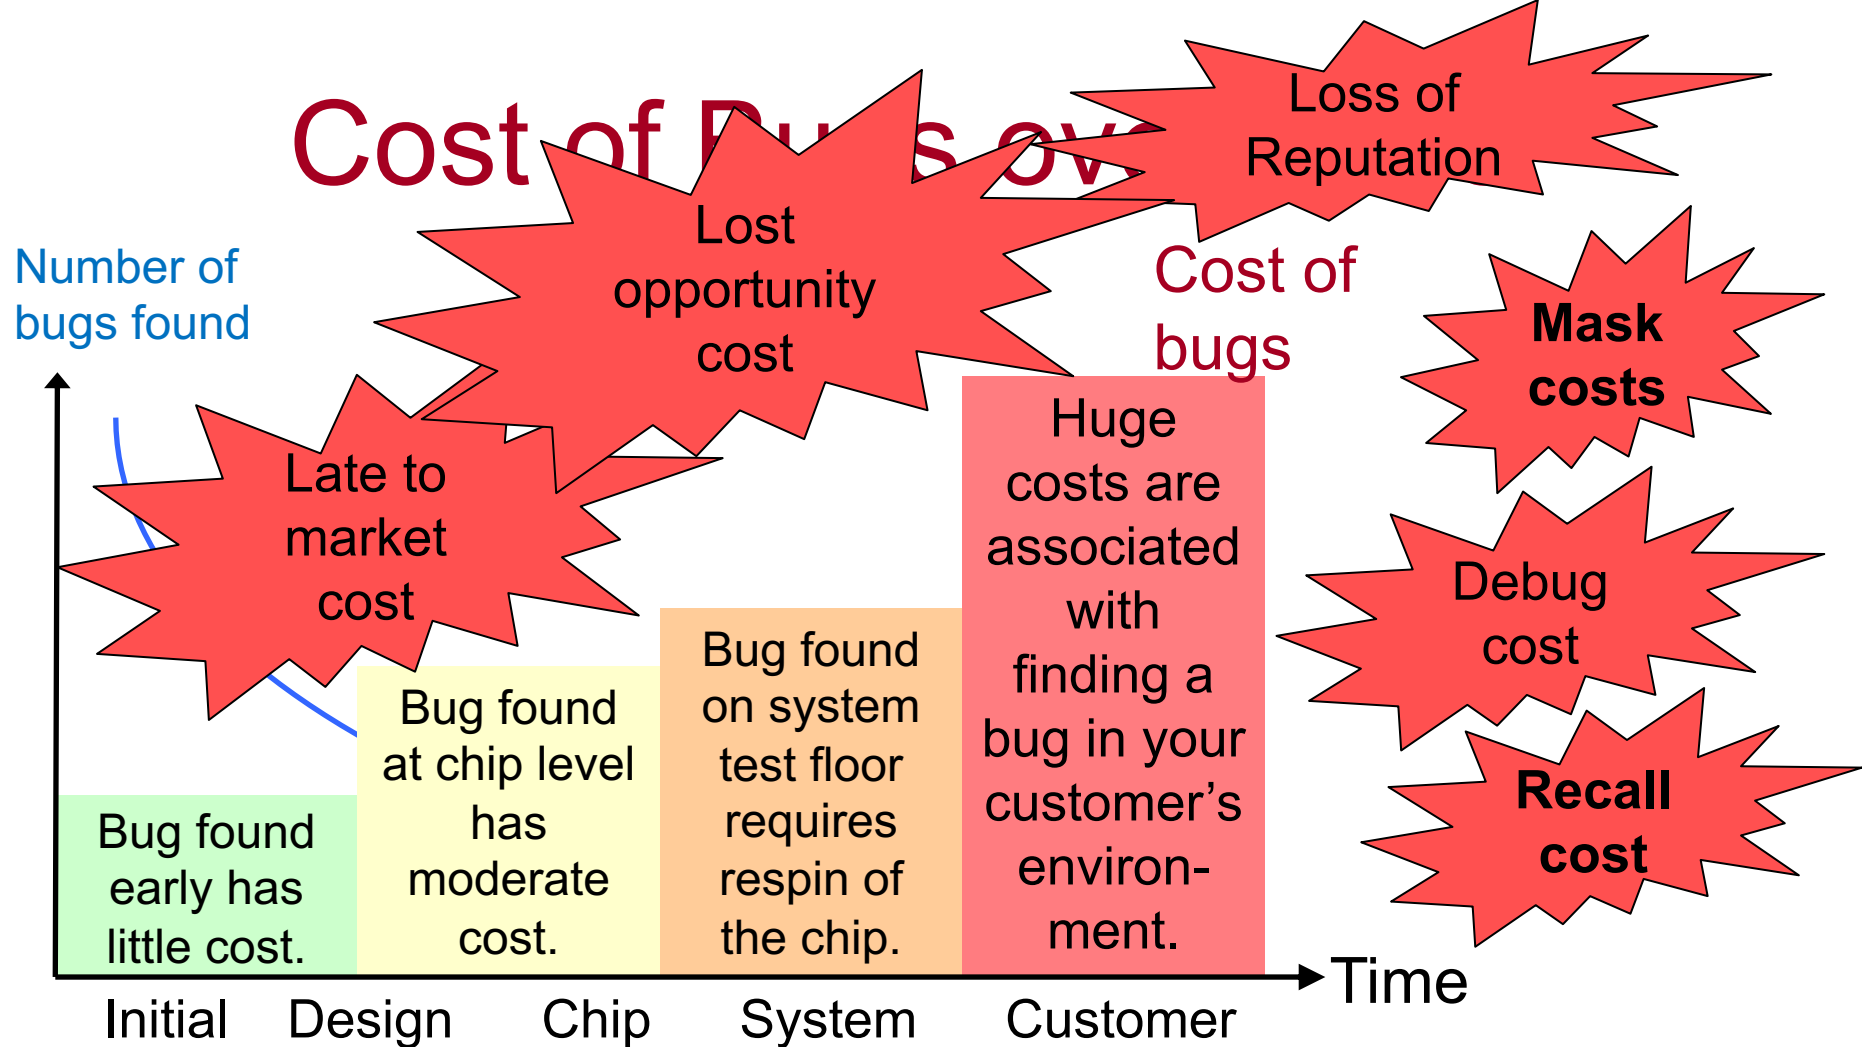 Cost of
Loss of
Reputation
Lost
opportunity
cost
Number of
bugs found
Cost of
bugs
Mask
costs
Late to
market
cost
Debug
cost
Recall
cost
Bug found
early has
little cost.
Bug found
at chip level
has
moderate
cost.
Bug found
on system
test floor
requires
respin of
the chip.
Huge
costs are
associated
with
finding a
bug in your
customer’s
environ-
ment.
Time
Initial Design Chip System Customer